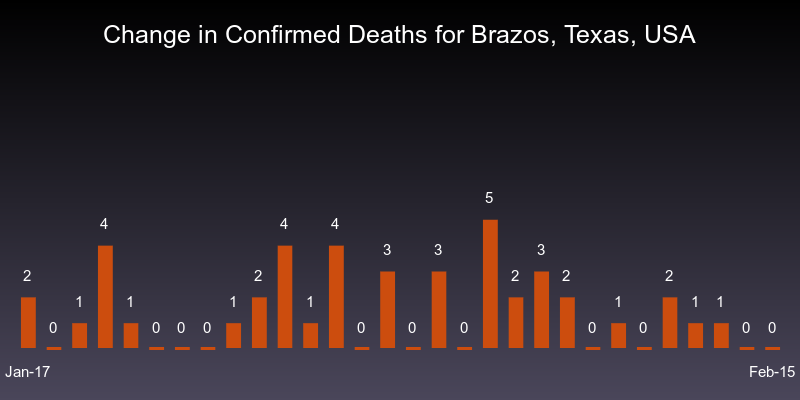 Change in Confirmed Deaths for Brazos, Texas, USA
5
4 4 4
3 3 3
2 2 2 2 2
1 1 1 1 1 1 1
0 0 0 0 0 0 0 0 0 0 0
Jan-17 Feb-15